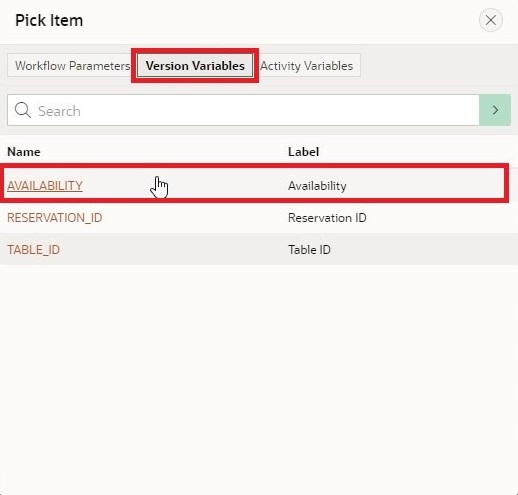 Pick Item
Workflow Parameters Version Variables Activity Variables
Search
Name Label
AVAILABILITY Availability
RESERVATION_ID Reservation ID
TABLE_ID Table ID